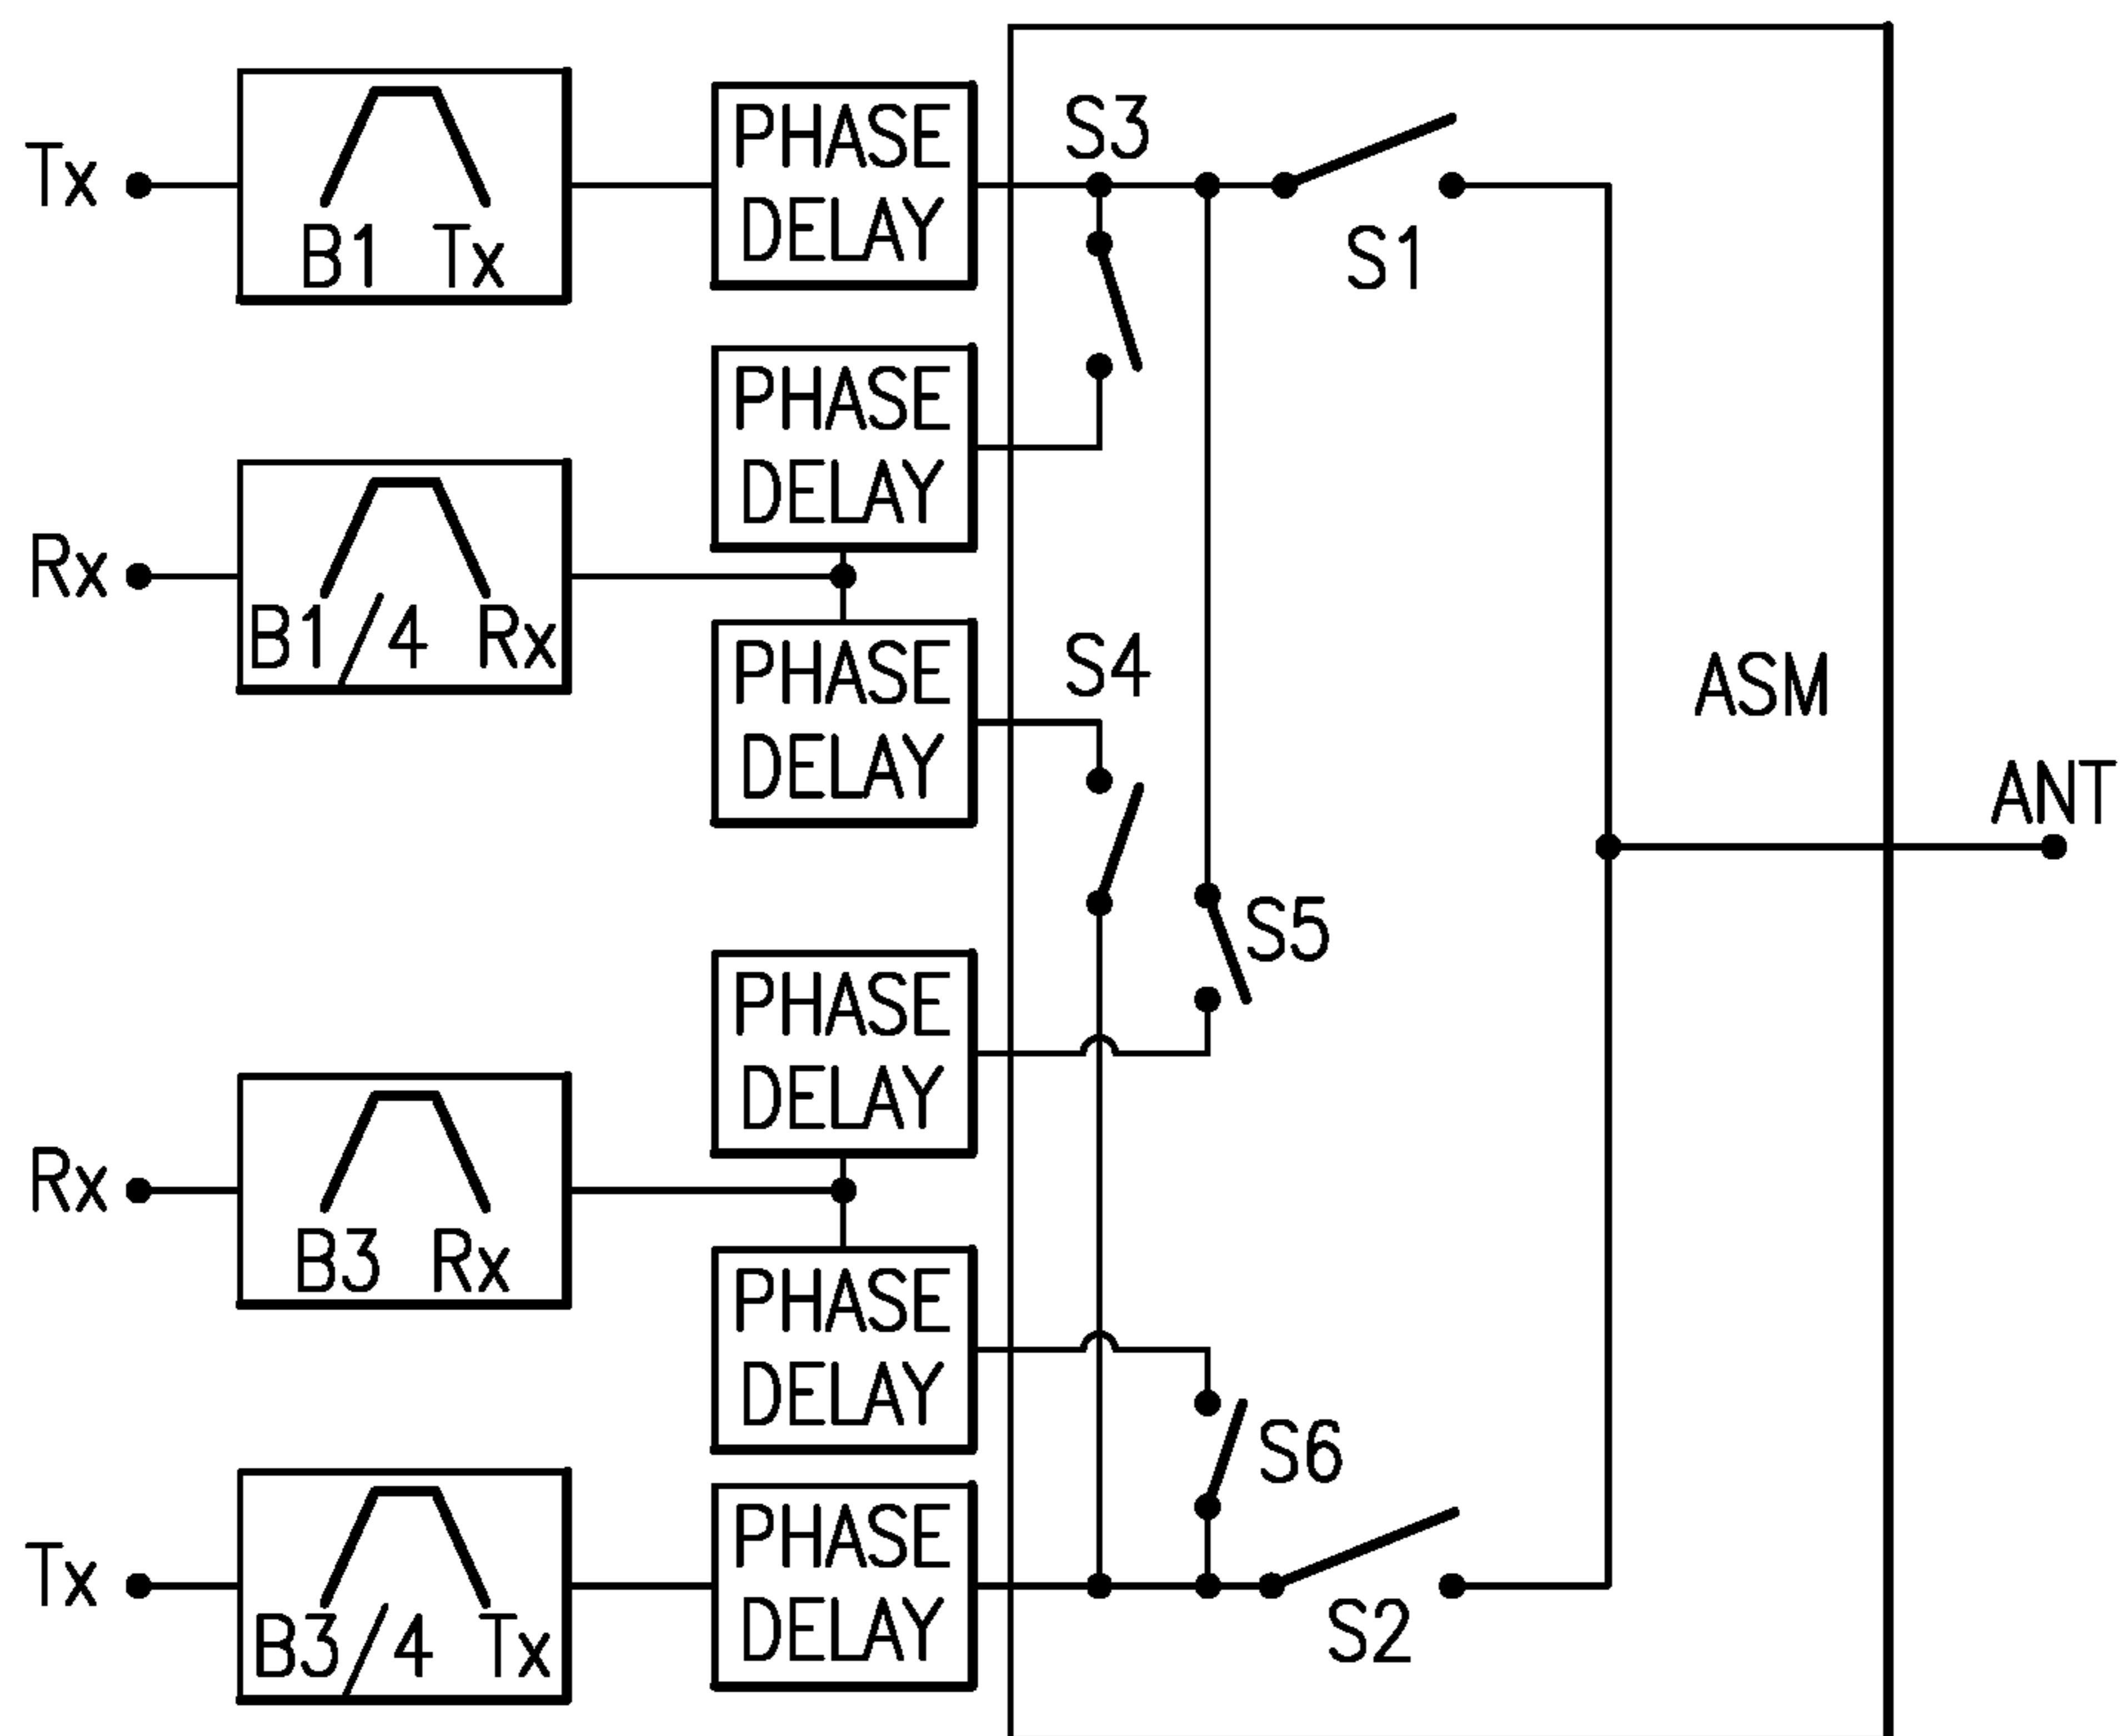 Tx
B1 Tx
PHASE
DELAY
S3
S1
PHASE
DELAY
Rx
B1/4 Rx
PHASE
DELAY
S4
ASM
ANT
S5
PHASE
DELAY
Rx
B3 Rx
PHASE
DELAY
S6
Tx
B3/4 Tx
PHASE
DELAY
S2